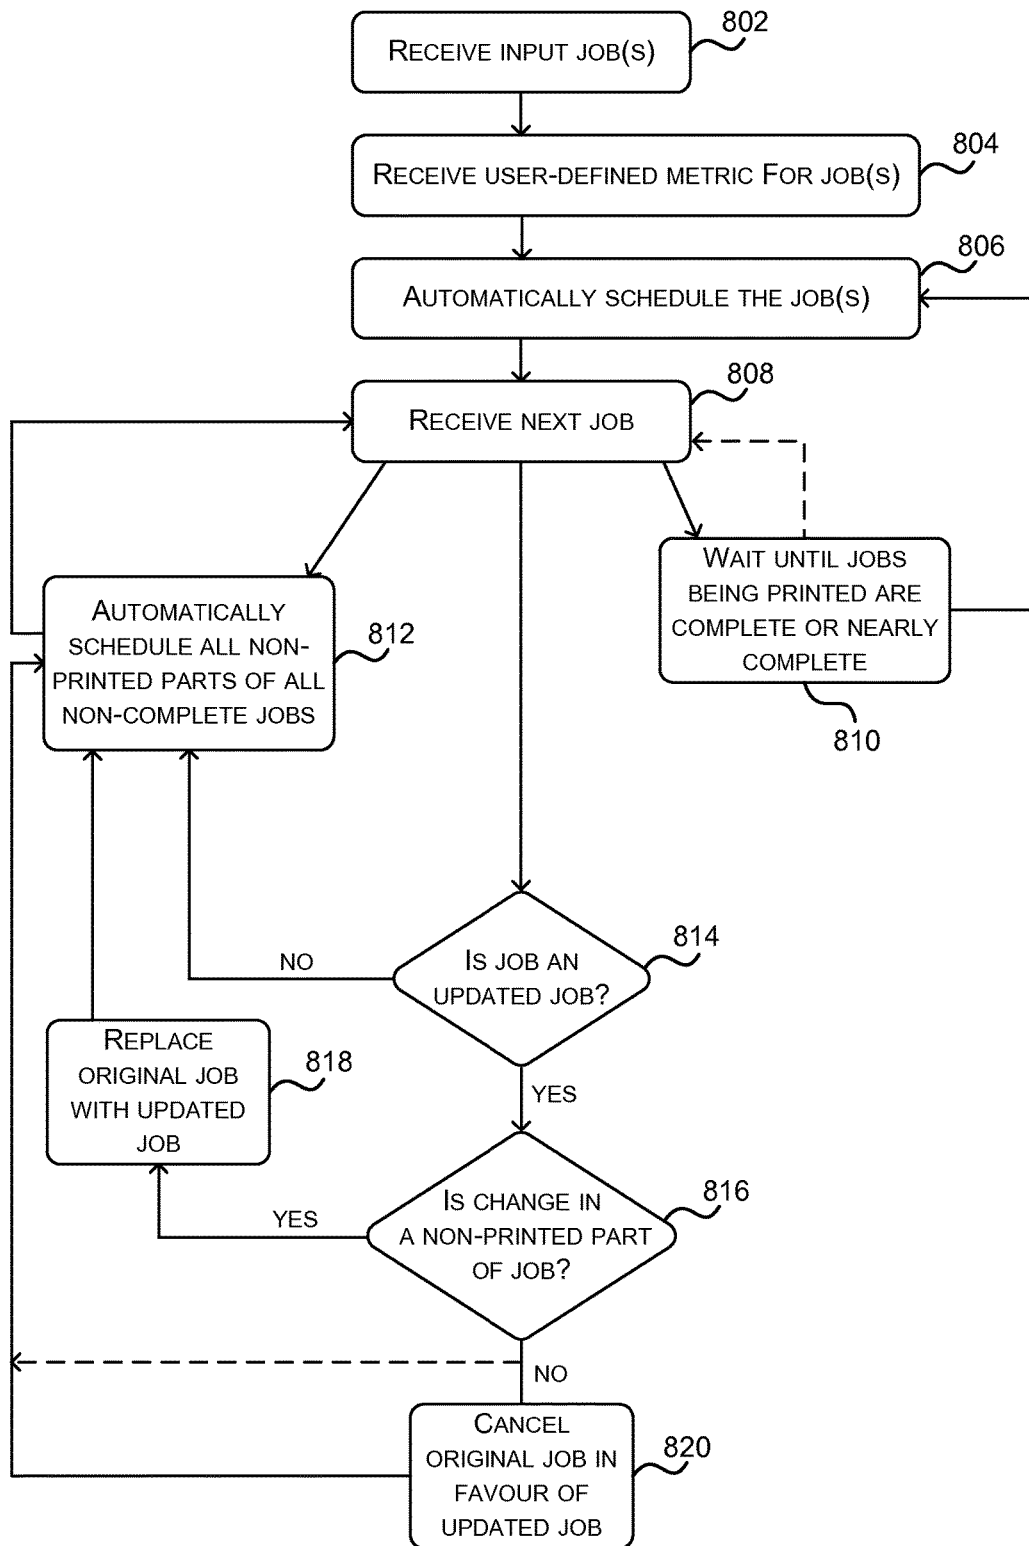 802
RECEIVE INPUT JOB(S)
804
RECEIVE USER-DEFINED METRIC FOR JOB(S)
806
AUTOMATICALLY SCHEDULE THE JOB(S)
808
RECEIVE NEXT JOB
WAIT UNTIL JOBS
BEING PRINTED ARE
COMPLETE OR NEARLY
COMPLETE
810
AUTOMATICALLY
SCHEDULE ALL NON-
PRINTED PARTS OF ALL
NON-COMPLETE JOBS
812
814
IS JOB AN
UPDATED JOB?
NO
YES
REPLACE
ORIGINAL JOB
WITH UPDATED
JOB
818
816
IS CHANGE IN
A NON-PRINTED PART
OF JOB?
YES
NO
CANCEL
ORIGINAL JOB IN
FAVOUR OF
UPDATED JOB
820